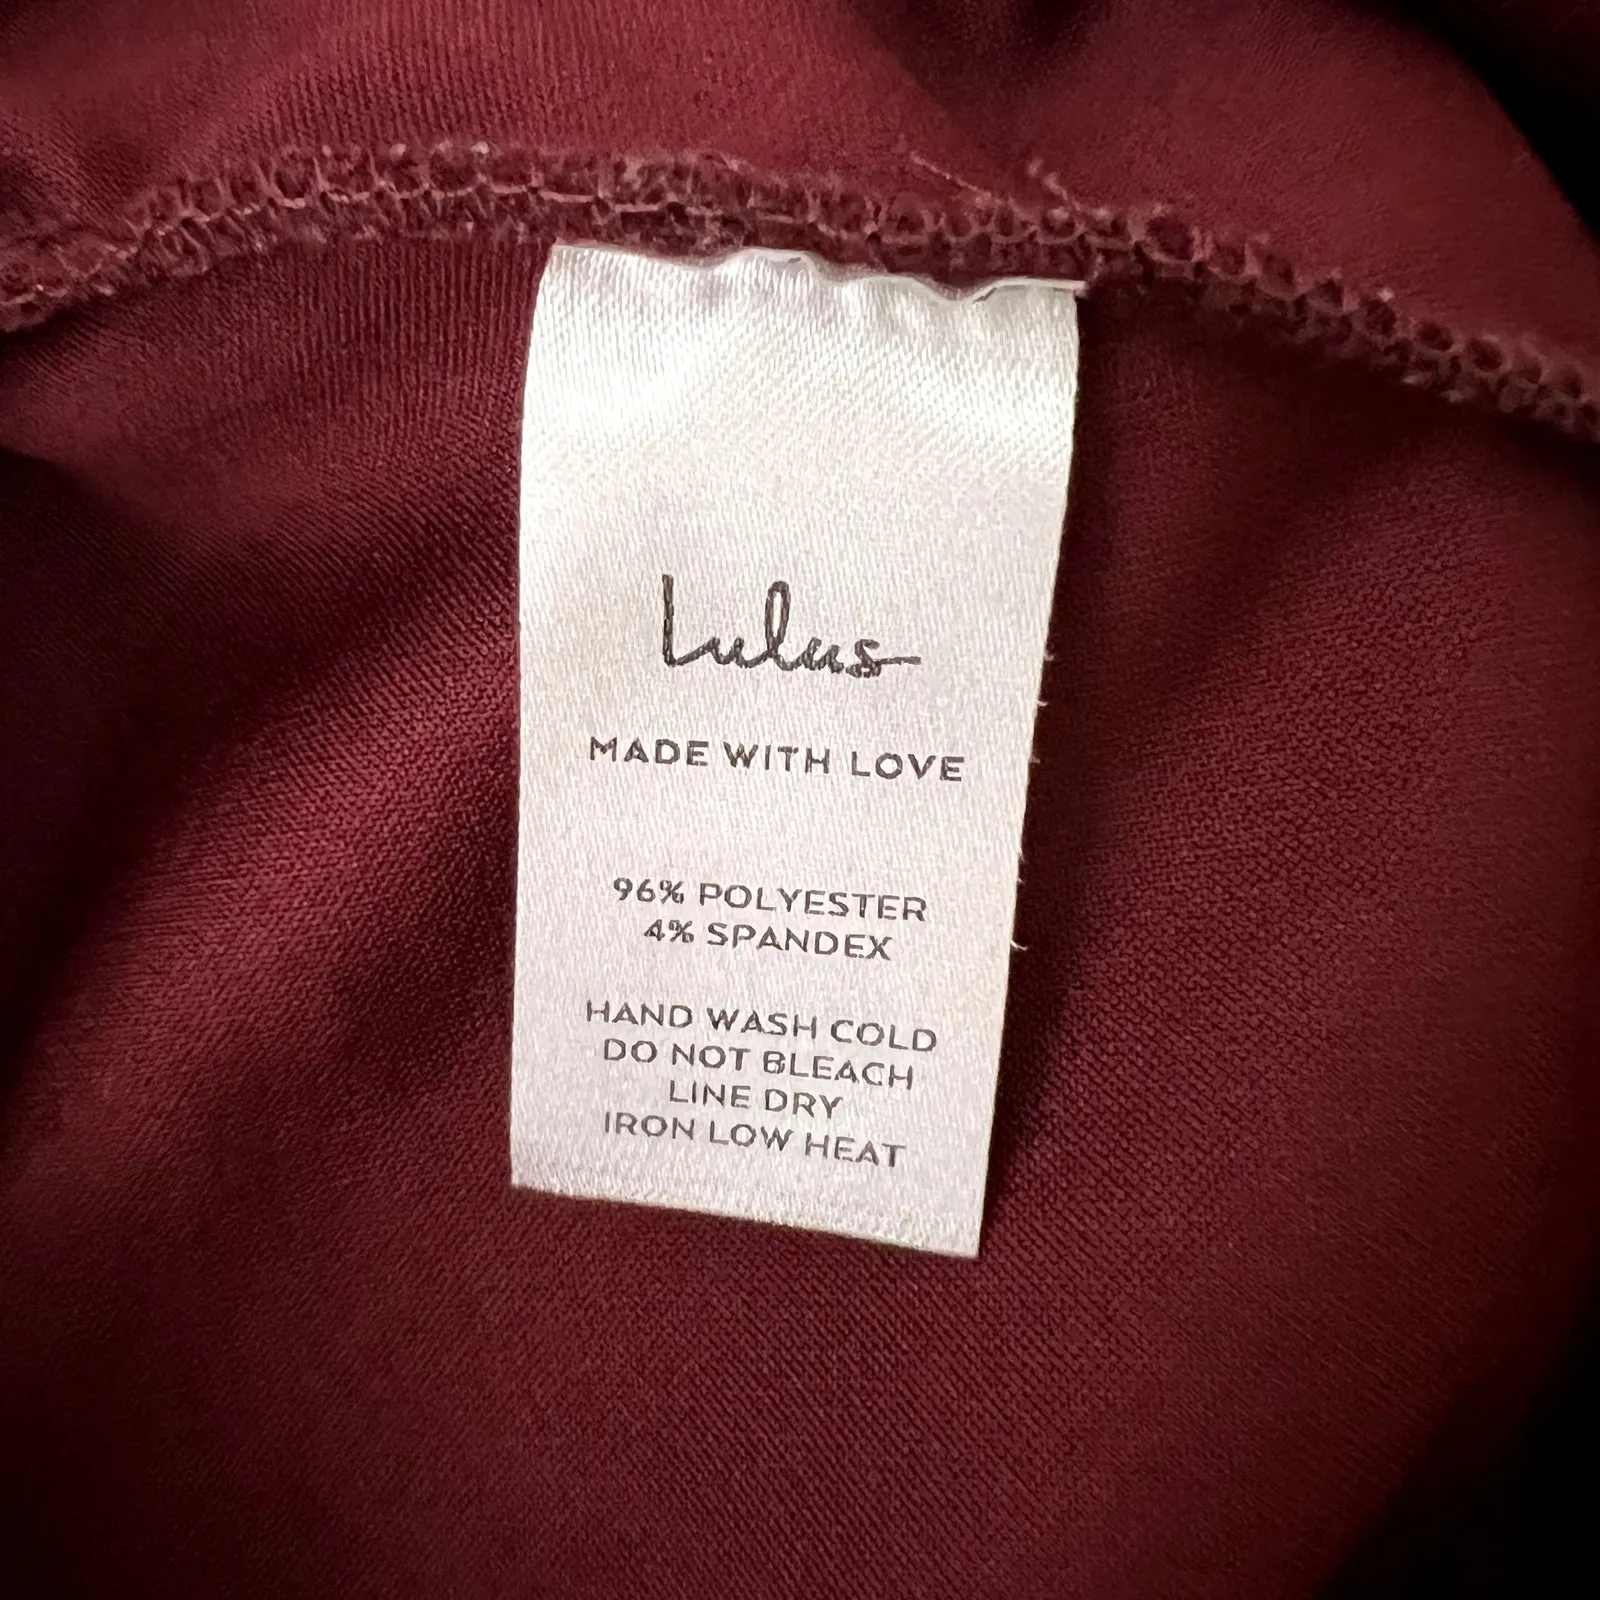 Lulus
MADE WITH LOVE
96% POLYESTER
4% SPANDEX
HAND WASH COLD
DO NOT BLEACH
LINE DRY
IRON LOW HEAT